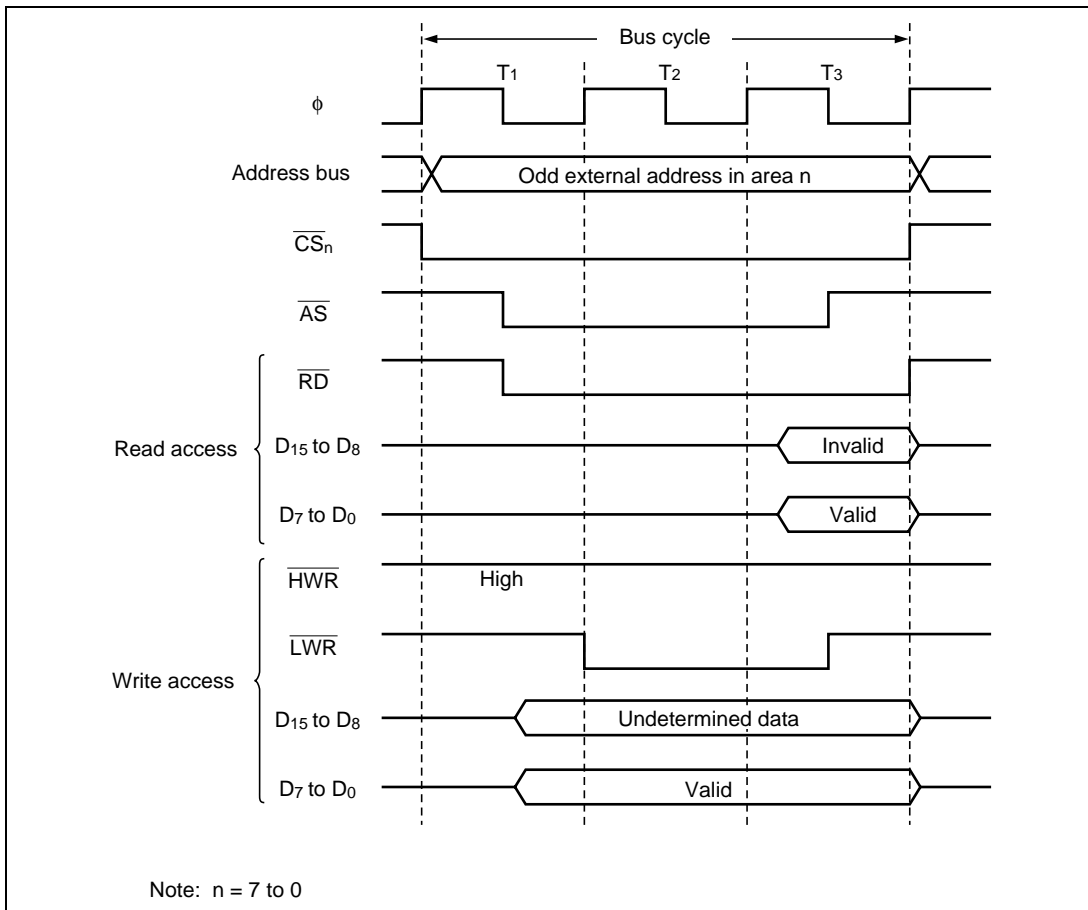 Bus cycle
T1 T2 T3
ϕ
Address bus
Odd external address in area n
CSn
AS
RD
Read access
D15 to D8
Invalid
D7 to D0
Valid
HWR
High
LWR
Write access
D15 to D8
Undetermined data
D7 to D0
Valid
Note: n = 7 to 0